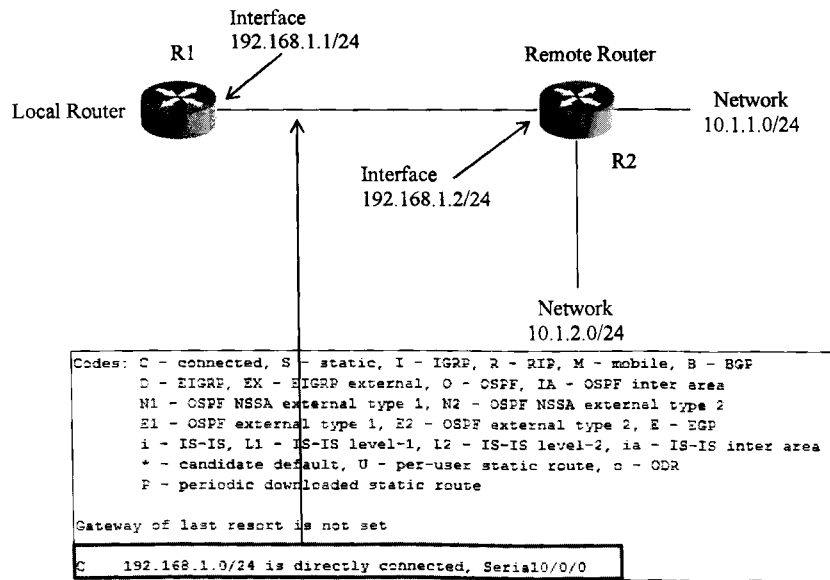 Interface
192.168.1.1/24
R1
Remote Router
Local Router
Network
10.1.1.0/24
Interface
192.168.1.2/24
R2
Network
10.1.2.0/24
Codes: C - connected, S - static, I - IGRP, R - RIP, M - mobile, B - BGP
D - EIGRP, EX - EIGRP external, O - OSPF, IA - OSPF inter area
N1 - OSPF NSSA external type 1, N2 - OSPF NSSA external type 2
E1 - OSPF external type 1, E2 - OSPF external type 2, E - EGP
i - IS-IS, L1 - IS-IS level-1, L2 - IS-IS level-2, ia - IS-IS inter area
* - candidate default, U - per-user static route, o - ODR
P - periodic downloaded static route
Gateway of last resort is not set
C 192.168.1.0/24 is directly connected, Serial0/0/0